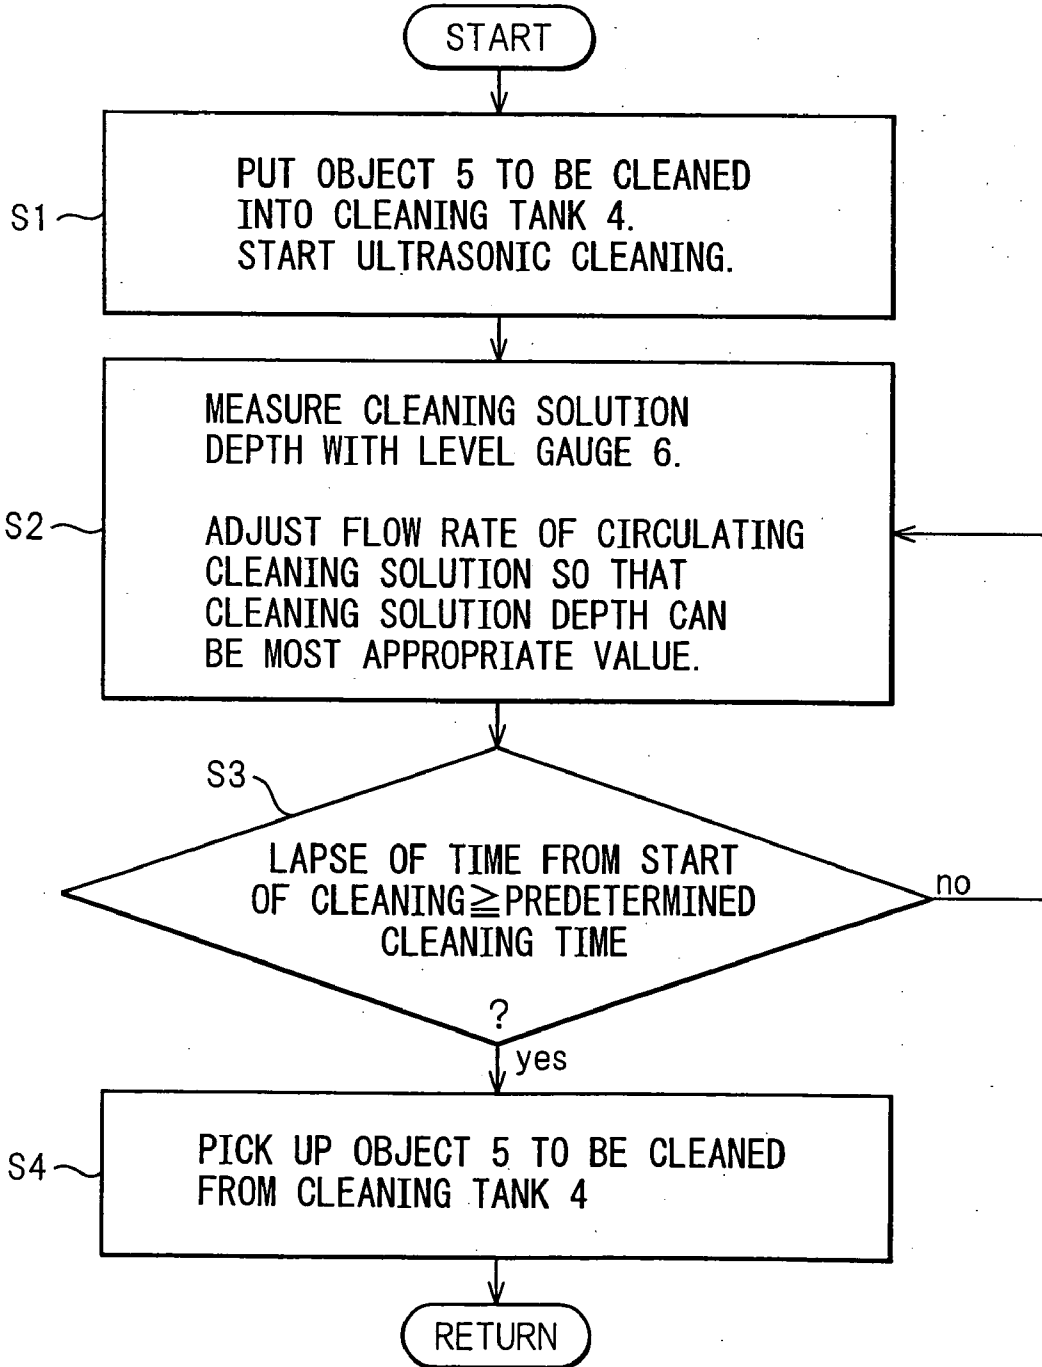 START
S1
PUT OBJECT 5 TO BE CLEANED
INTO CLEANING TANK 4.
START ULTRASONIC CLEANING.
S2
MEASURE CLEANING SOLUTION
DEPTH WITH LEVEL GAUGE 6.
ADJUST FLOW RATE OF CIRCULATING
CLEANING SOLUTION SO THAT
CLEANING SOLUTION DEPTH CAN
BE MOST APPROPRIATE VALUE.
S3
LAPSE OF TIME FROM START
OF CLEANING≧PREDETERMINED
CLEANING TIME
?
no
yes
S4
PICK UP OBJECT 5 TO BE CLEANED
FROM CLEANING TANK 4
RETURN